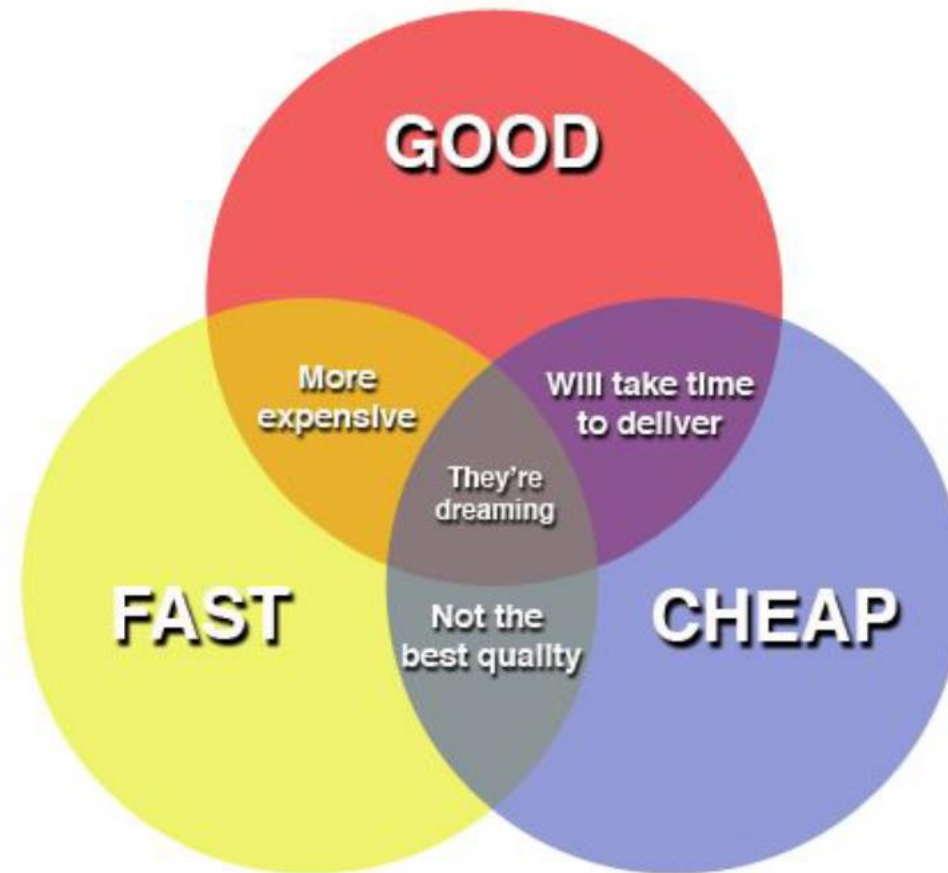 GOOD
More
expensive
Will take time
to deliver
They're
dreaming
FAST
CHEAP
Not the
best quality